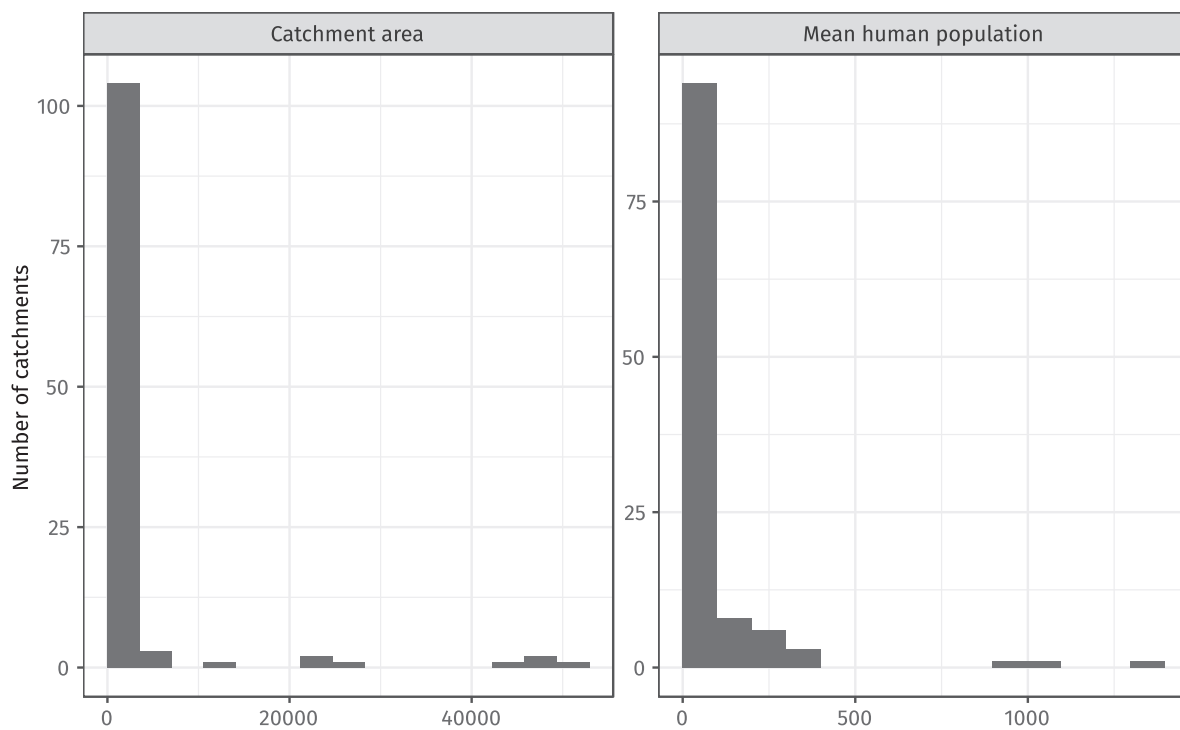 Catchment area
Mean human population
Number of catchments
100
75
50
25
0
75
50
25
0
0 20000 40000
0 500 1000